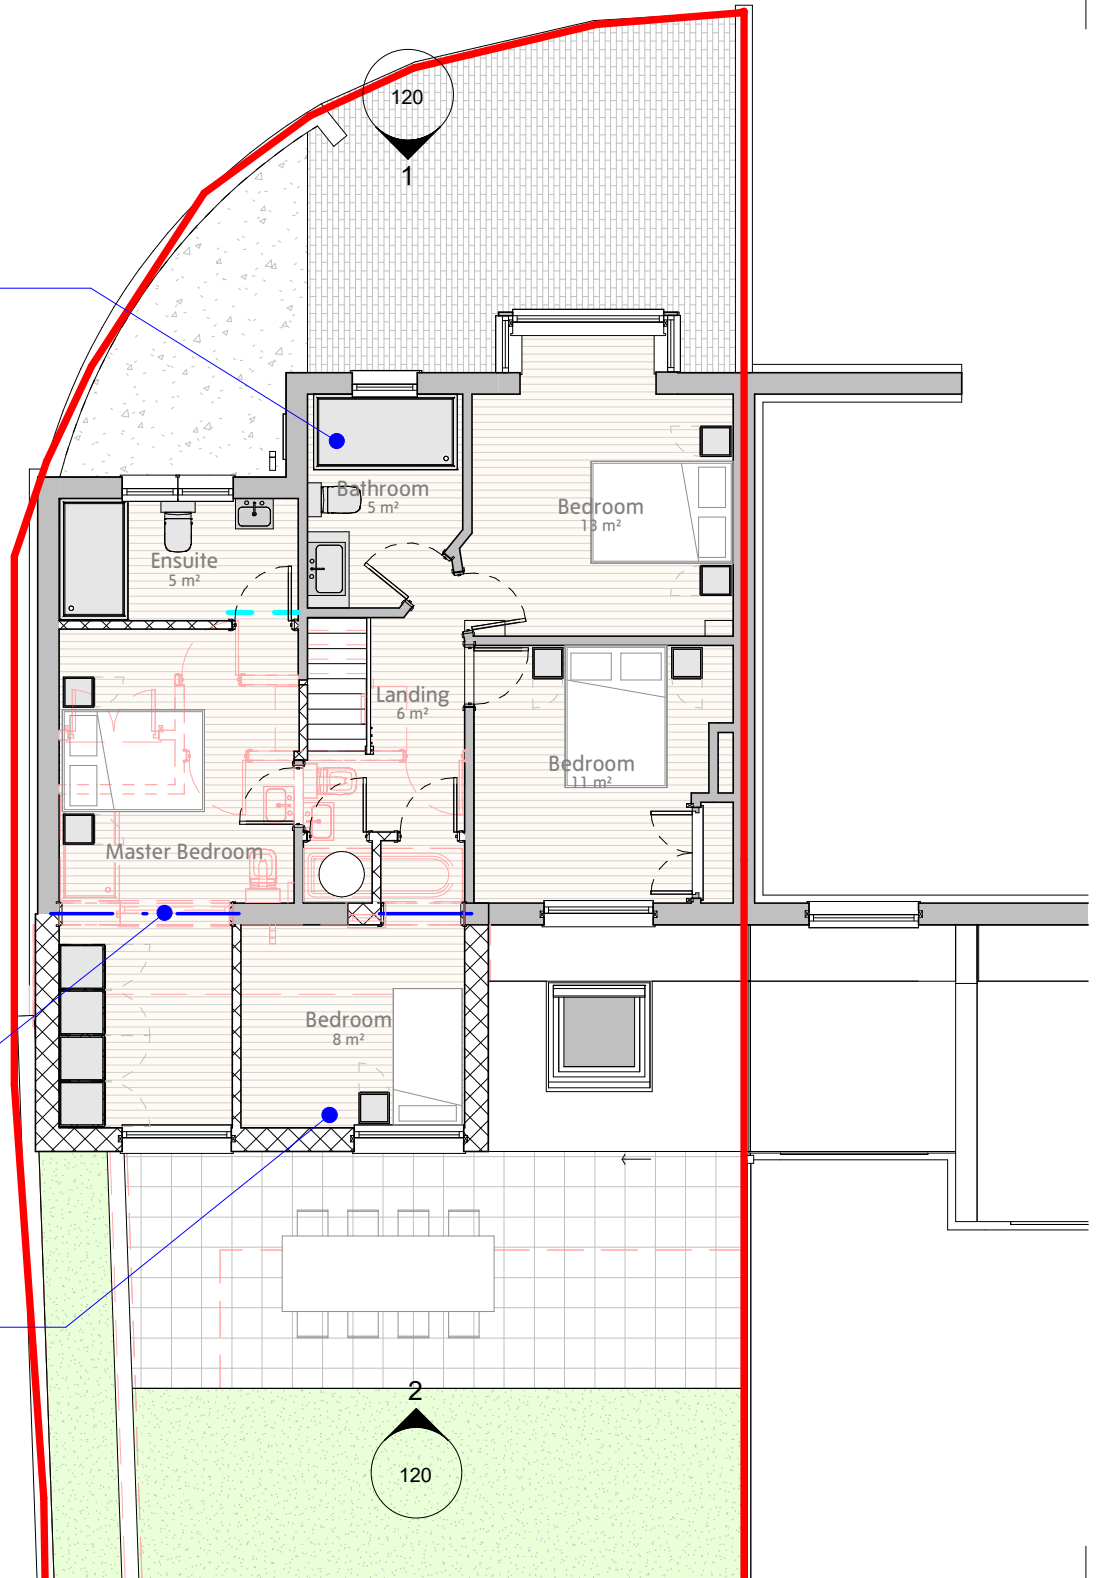 120
1
Bathroom
5 m²
Bedroom
13 m²
Ensuite
5 m²
Landing
6 m²
Bedroom
11 m²
Master Bedroom
Bedroom
8 m²
2
120